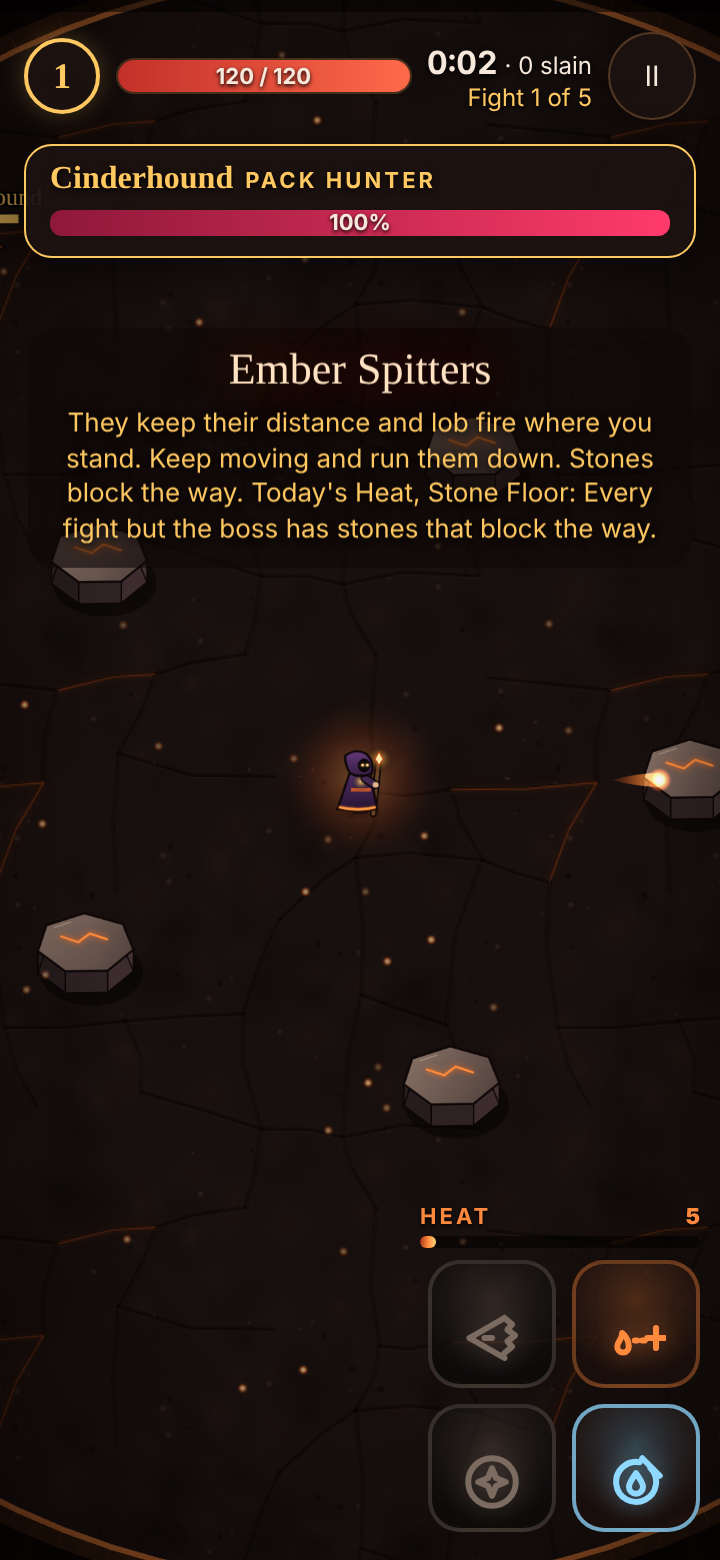 1
120 / 120
0:02 · 0 slain
Fight 1 of 5
Cinderhound PACK HUNTER
100%
Ember Spitters
They keep their distance and lob fire where you
stand. Keep moving and run them down. Stones
block the way. Today's Heat, Stone Floor: Every
fight but the boss has stones that block the way.
HEAT 5